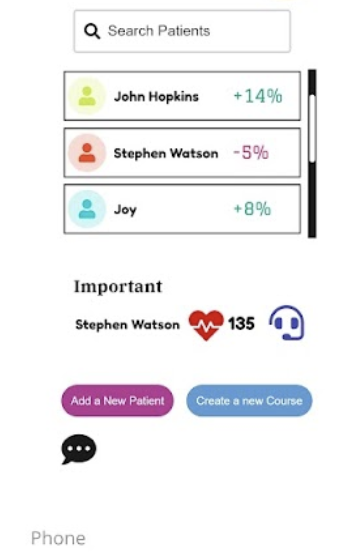 Search Patients
John Hopkins +14%
Stephen Watson -5%
Joy +8%
Important
Stephen Watson 135
Add a New Patient Create a new Course
Phone